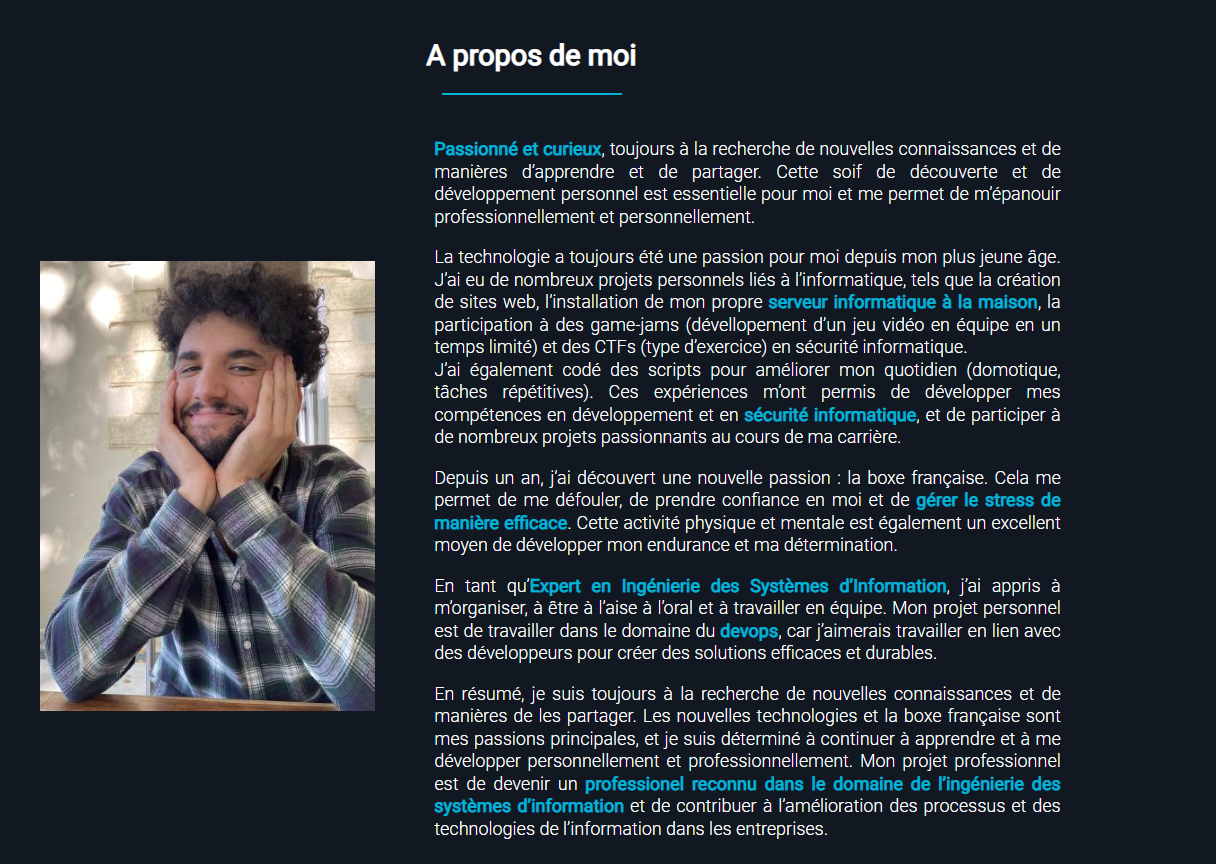 A propos de moi
Passionné et curieux, toujours à la recherche de nouvelles connaissances et de
manières d'apprendre et de partager. Cette soif de découverte et de
développement personnel est essentielle pour moi et me permet de m'épanouir
professionnellement et personnellement.
La technologie a toujours été une passion pour moi depuis mon plus jeune âge.
J'ai eu de nombreux projets personnels liés à l'informatique, tels que la création
de sites web, l'installation de mon propre serveur informatique à la maison, la
participation à des game-jams (dévellopement d'un jeu vidéo en équipe en un
temps limité) et des CTFs (type d'exercice) en sécurité informatique.
J'ai également codé des scripts pour améliorer mon quotidien (domotique,
tâches répétitives). Ces expériences m'ont permis de développer mes
compétences en développement et en sécurité informatique, et de participer à
de nombreux projets passionnants au cours de ma carrière.
Depuis un an, j'ai découvert une nouvelle passion : la boxe française. Cela me
permet de me défouler, de prendre confiance en moi et de gérer le stress de
manière efficace. Cette activité physique et mentale est également un excellent
moyen de développer mon endurance et ma détermination.
En tant qu'Expert en Ingénierie des Systèmes d'Information, j'ai appris à
m'organiser, à être à l'aise à l'oral et à travailler en équipe. Mon projet personnel
est de travailler dans le domaine du devops, car j'aimerais travailler en lien avec
des développeurs pour créer des solutions efficaces et durables.
En résumé, je suis toujours à la recherche de nouvelles connaissances et de
manières de les partager. Les nouvelles technologies et la boxe française sont
mes passions principales, et je suis déterminé à continuer à apprendre et à me
développer personnellement et professionnellement. Mon projet professionnel
est de devenir un professionel reconnu dans le domaine de l'ingénierie des
systèmes d'information et de contribuer à l'amélioration des processus et des
technologies de l'information dans les entreprises.